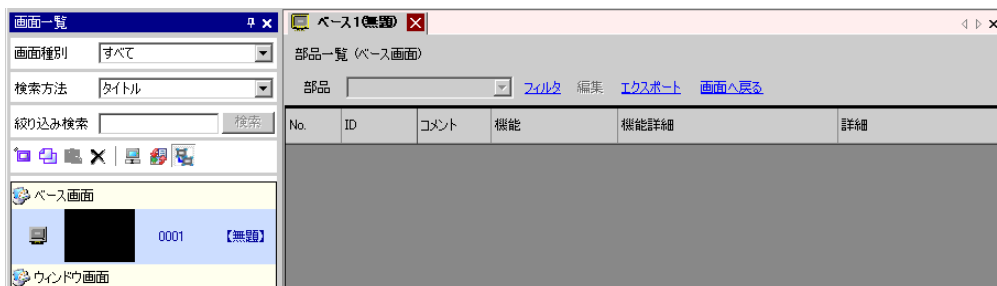 画面一覧
画面種別 すべて
検索方法 タイトル
絞り込み検索 検索
ベース画面
0001 【無題】
ウィンドウ画面
ベース1(無題)
部品一覧 (ベース画面)
部品 フィルタ 編集 エクスポート 画面へ戻る
No. ID コメント 機能 機能詳細 詳細